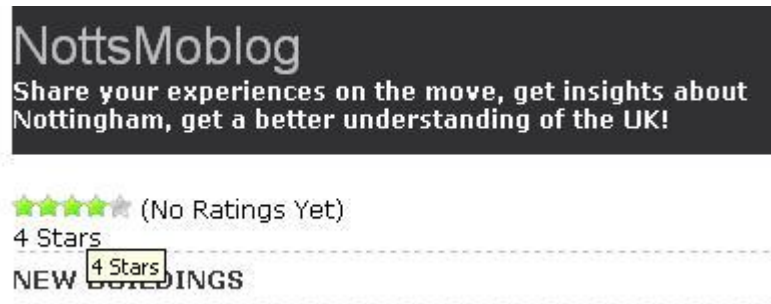 NottsMoblog
Share your experiences on the move, get insights about
Nottingham, get a better understanding of the UK!
(No Ratings Yet)
4 Stars
4 Stars
NEW BUILDINGS